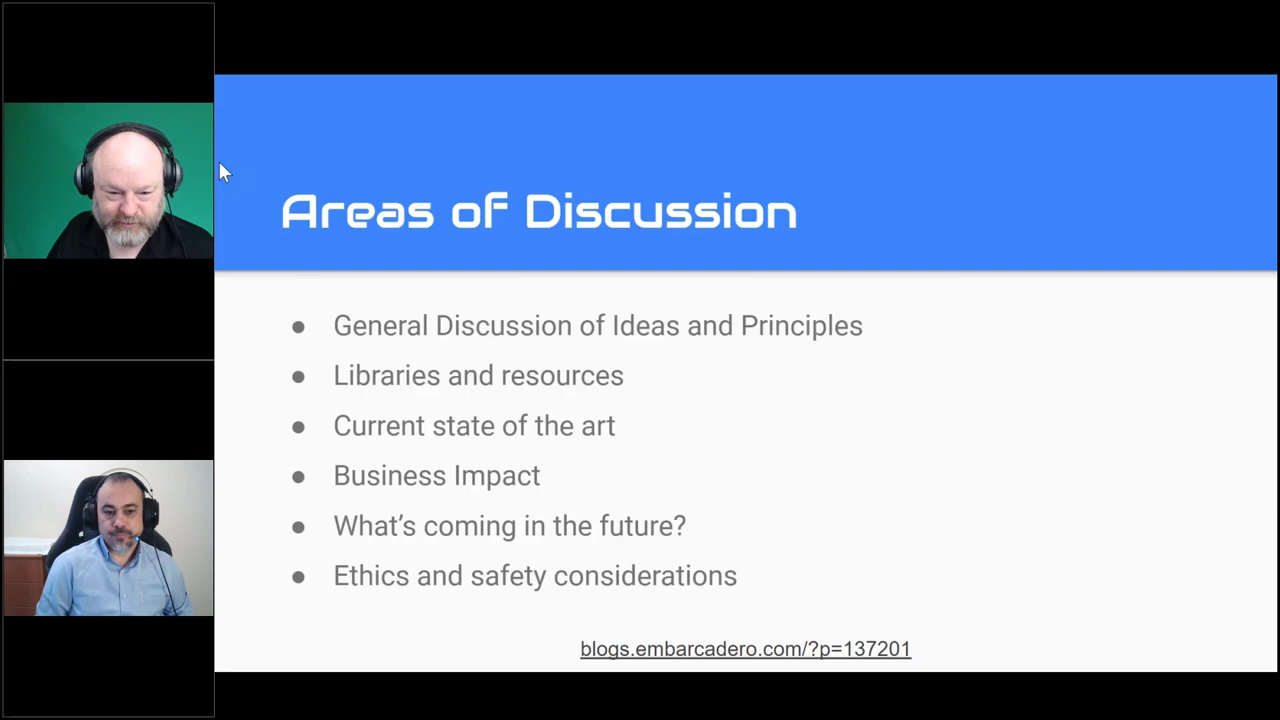 Areas of Discussion
● General Discussion of Ideas and Principles
● Libraries and resources
● Current state of the art
● Business Impact
● What’s coming in the future?
● Ethics and safety considerations
blogs.embarcadero.com/?p=137201